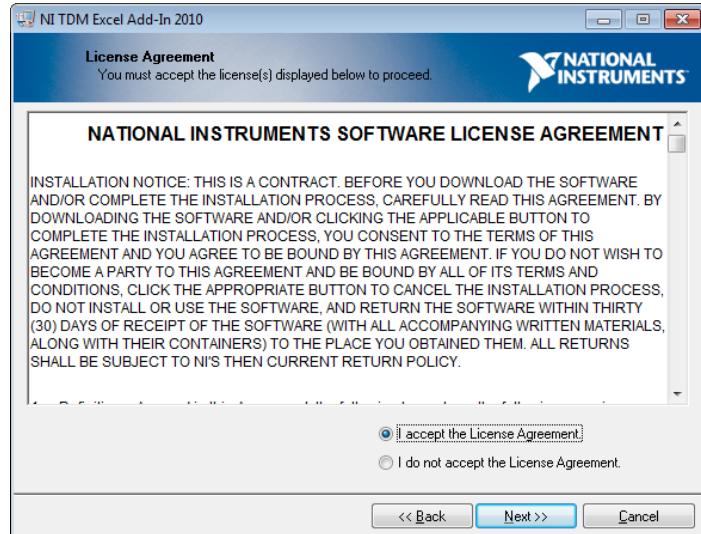 NI TDM Excel Add-In 2010
License Agreement
You must accept the license(s) displayed below to proceed.
NATIONAL
INSTRUMENTS
NATIONAL INSTRUMENTS SOFTWARE LICENSE AGREEMENT
INSTALLATION NOTICE: THIS IS A CONTRACT. BEFORE YOU DOWNLOAD THE SOFTWARE
AND/OR COMPLETE THE INSTALLATION PROCESS, CAREFULLY READ THIS AGREEMENT. BY
DOWNLOADING THE SOFTWARE AND/OR CLICKING THE APPLICABLE BUTTON TO
COMPLETE THE INSTALLATION PROCESS, YOU CONSENT TO THE TERMS OF THIS
AGREEMENT AND YOU AGREE TO BE BOUND BY THIS AGREEMENT. IF YOU DO NOT WISH TO
BECOME A PARTY TO THIS AGREEMENT AND BE BOUND BY ALL OF ITS TERMS AND
CONDITIONS, CLICK THE APPROPRIATE BUTTON TO CANCEL THE INSTALLATION PROCESS,
DO NOT INSTALL OR USE THE SOFTWARE, AND RETURN THE SOFTWARE WITHIN THIRTY
(30) DAYS OF RECEIPT OF THE SOFTWARE (WITH ALL ACCOMPANYING WRITTEN MATERIALS,
ALONG WITH THEIR CONTAINERS) TO THE PLACE YOU OBTAINED THEM. ALL RETURNS
SHALL BE SUBJECT TO NI'S THEN CURRENT RETURN POLICY.
I accept the License Agreement.
I do not accept the License Agreement.
<< Back
Next >>
Cancel